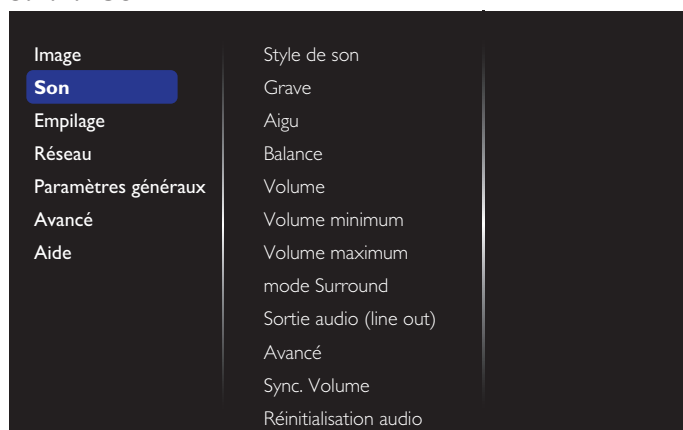 Image
Son
Empilage
Réseau
Paramètres généraux
Avancé
Aide
Style de son
Grave
Aigu
Balance
Volume
Volume minimum
Volume maximum
mode Surround
Sortie audio (line out)
Avancé
Sync. Volume
Réinitialisation audio